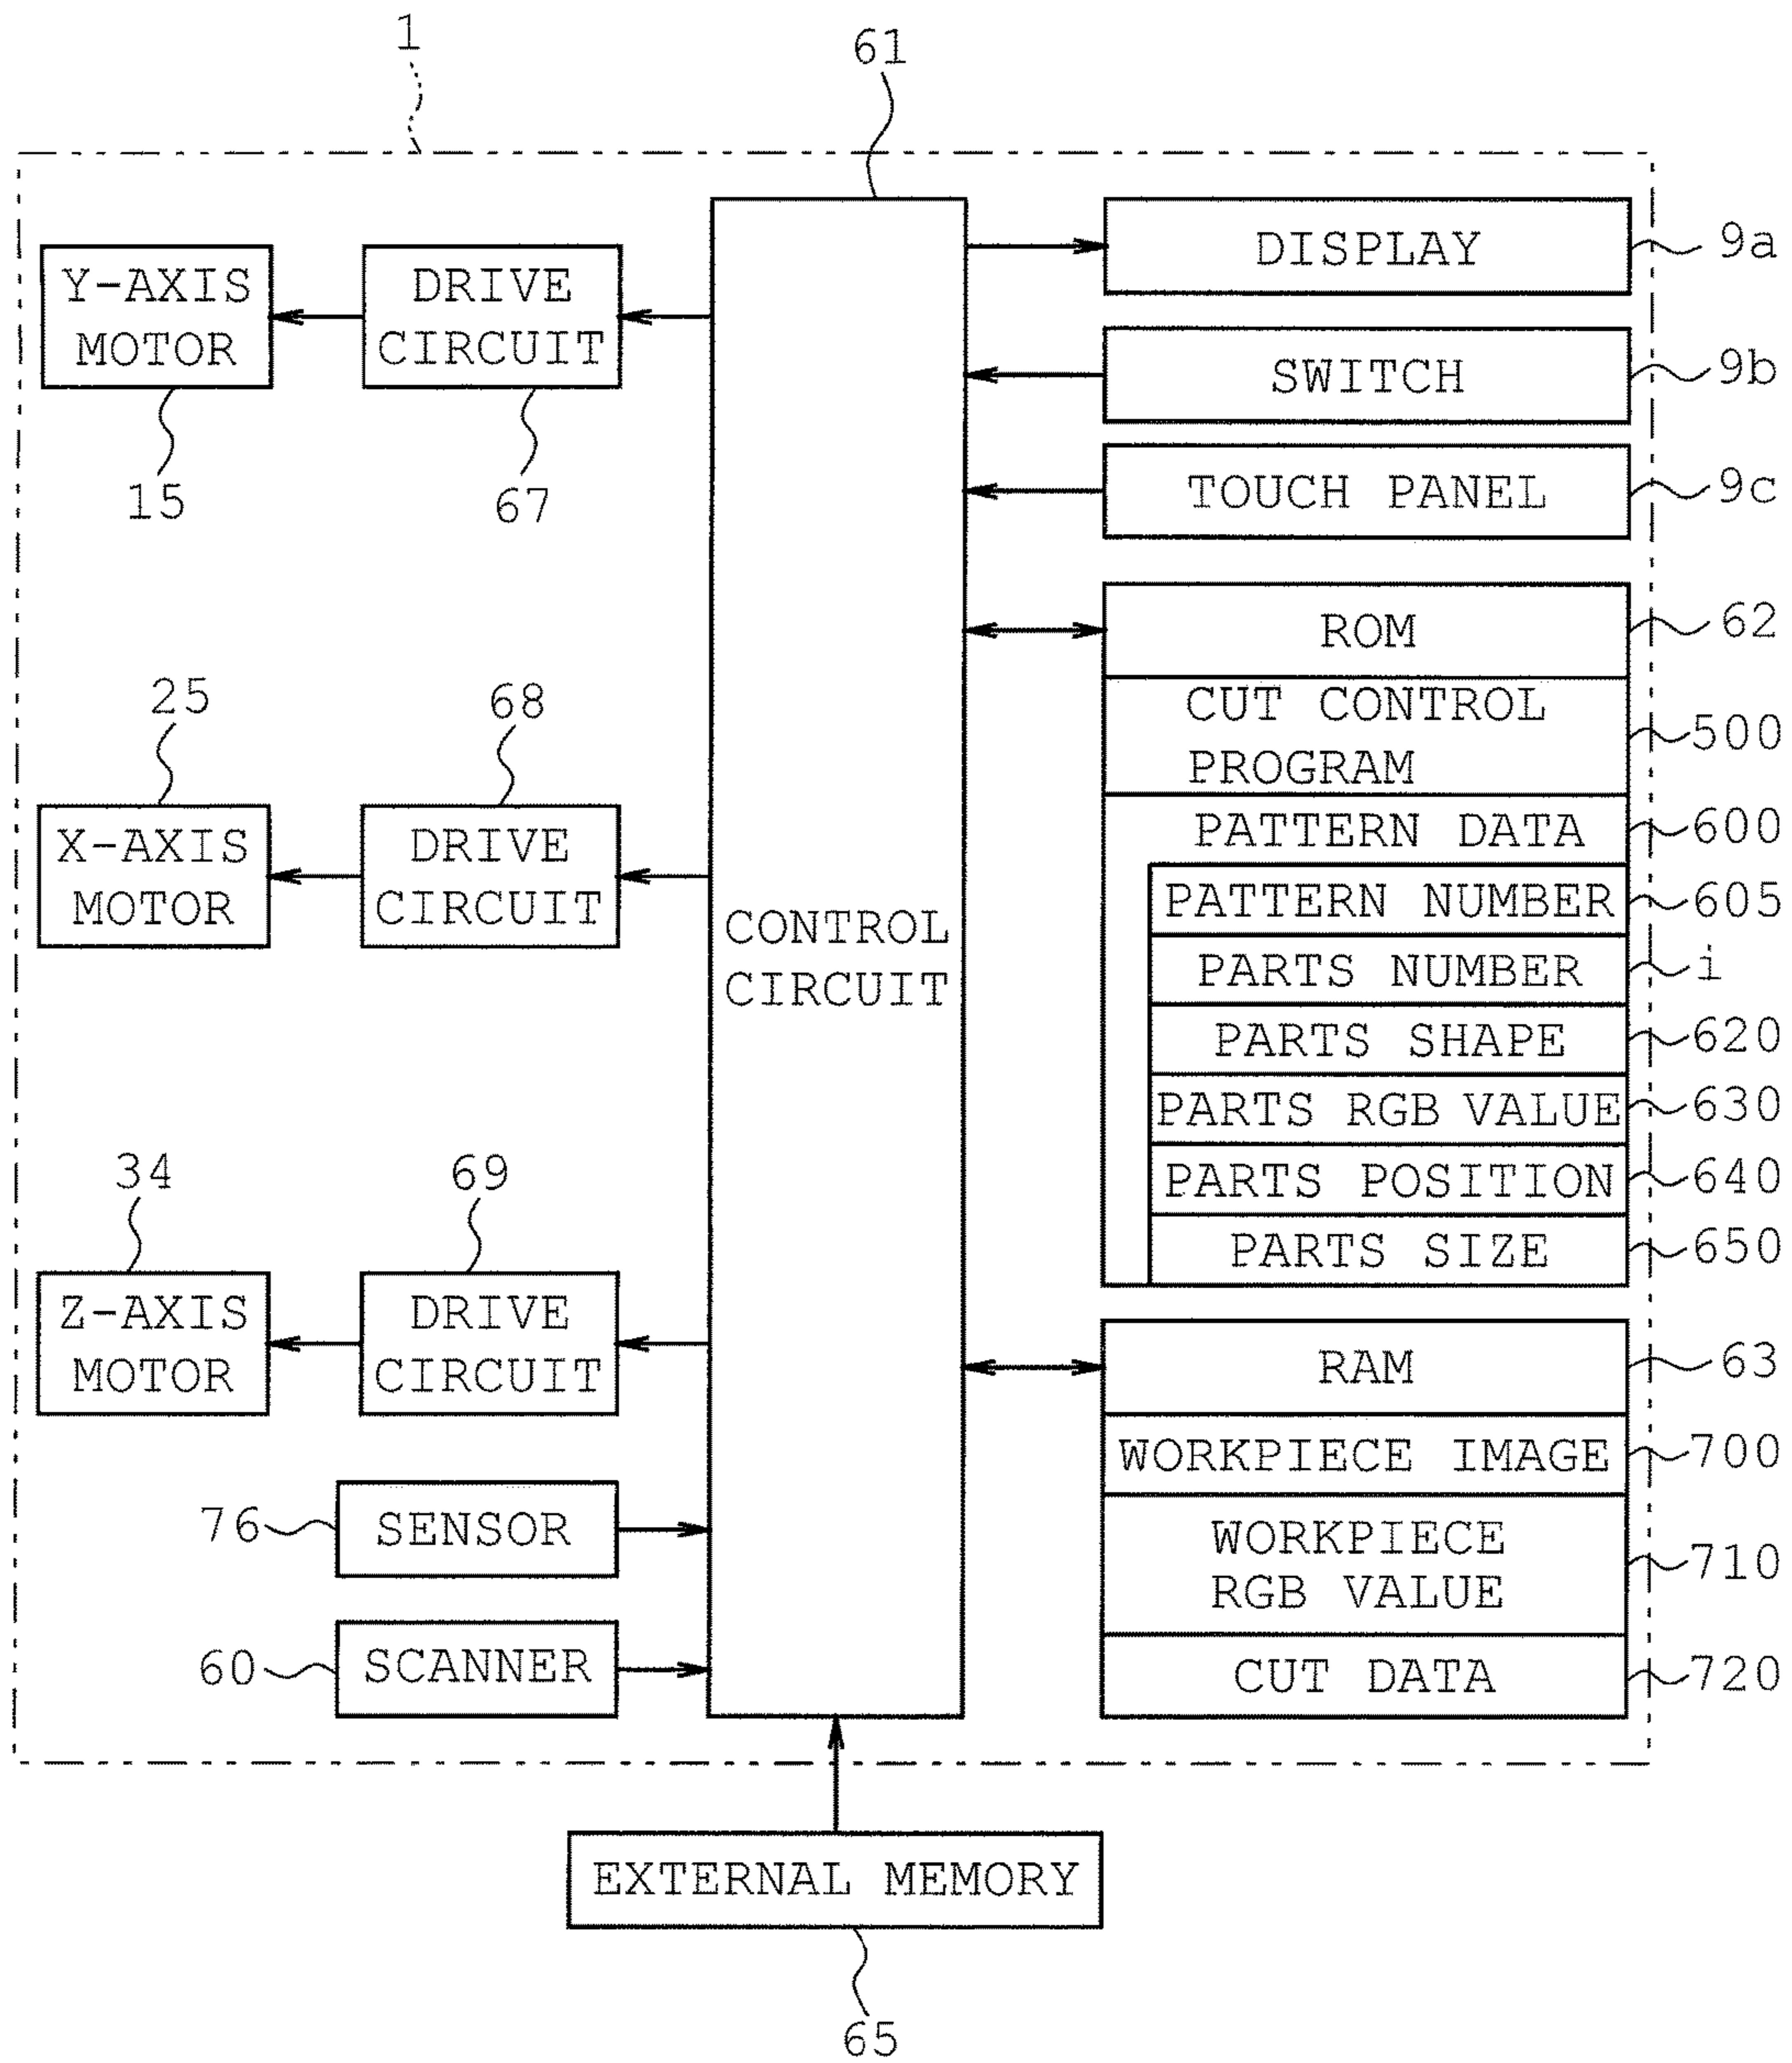 1
61
Y-AXIS
MOTOR
15
DRIVE
CIRCUIT
67
25
X-AXIS
MOTOR
68
DRIVE
CIRCUIT
34
Z-AXIS
MOTOR
69
DRIVE
CIRCUIT
76
SENSOR
60
SCANNER
CONTROL
CIRCUIT
DISPLAY
9a
SWITCH
9b
TOUCH PANEL
9c
ROM
62
CUT CONTROL
PROGRAM
500
PATTERN DATA
600
PATTERN NUMBER
605
PARTS NUMBER
i
PARTS SHAPE
620
PARTS RGB VALUE
630
PARTS POSITION
640
PARTS SIZE
650
RAM
63
WORKPIECE IMAGE
700
WORKPIECE
RGB VALUE
710
CUT DATA
720
EXTERNAL MEMORY
65